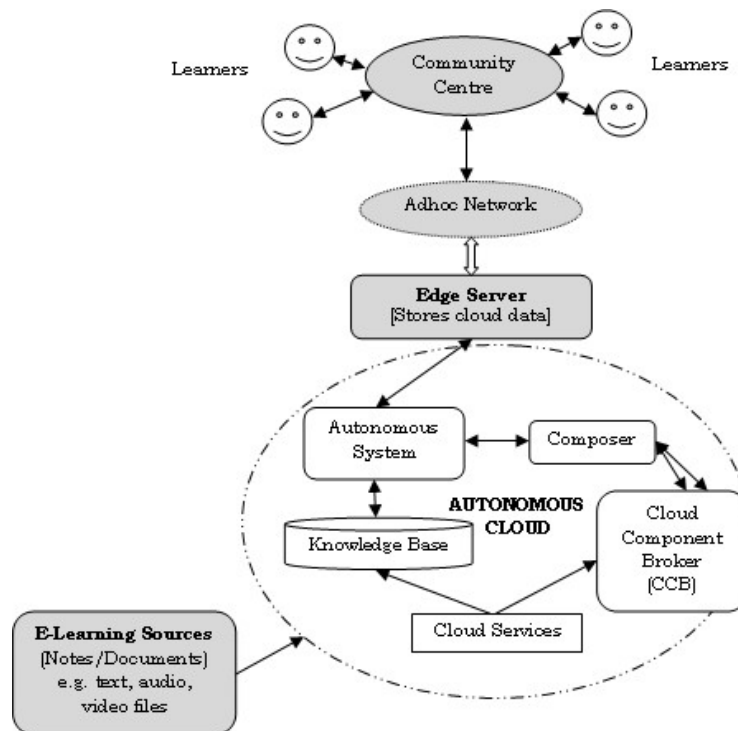 Learners
Community
Centre
Learners
Adhoc Network
Edge Server
[Stores cloud data]
Autonomous
System
Composer
AUTONOMOUS
CLOUD
Knowledge Base
Cloud
Component
Broker
(CCB)
Cloud Services
E-Learning Sources
(Notes/Documents)
e.g. text, audio,
video files